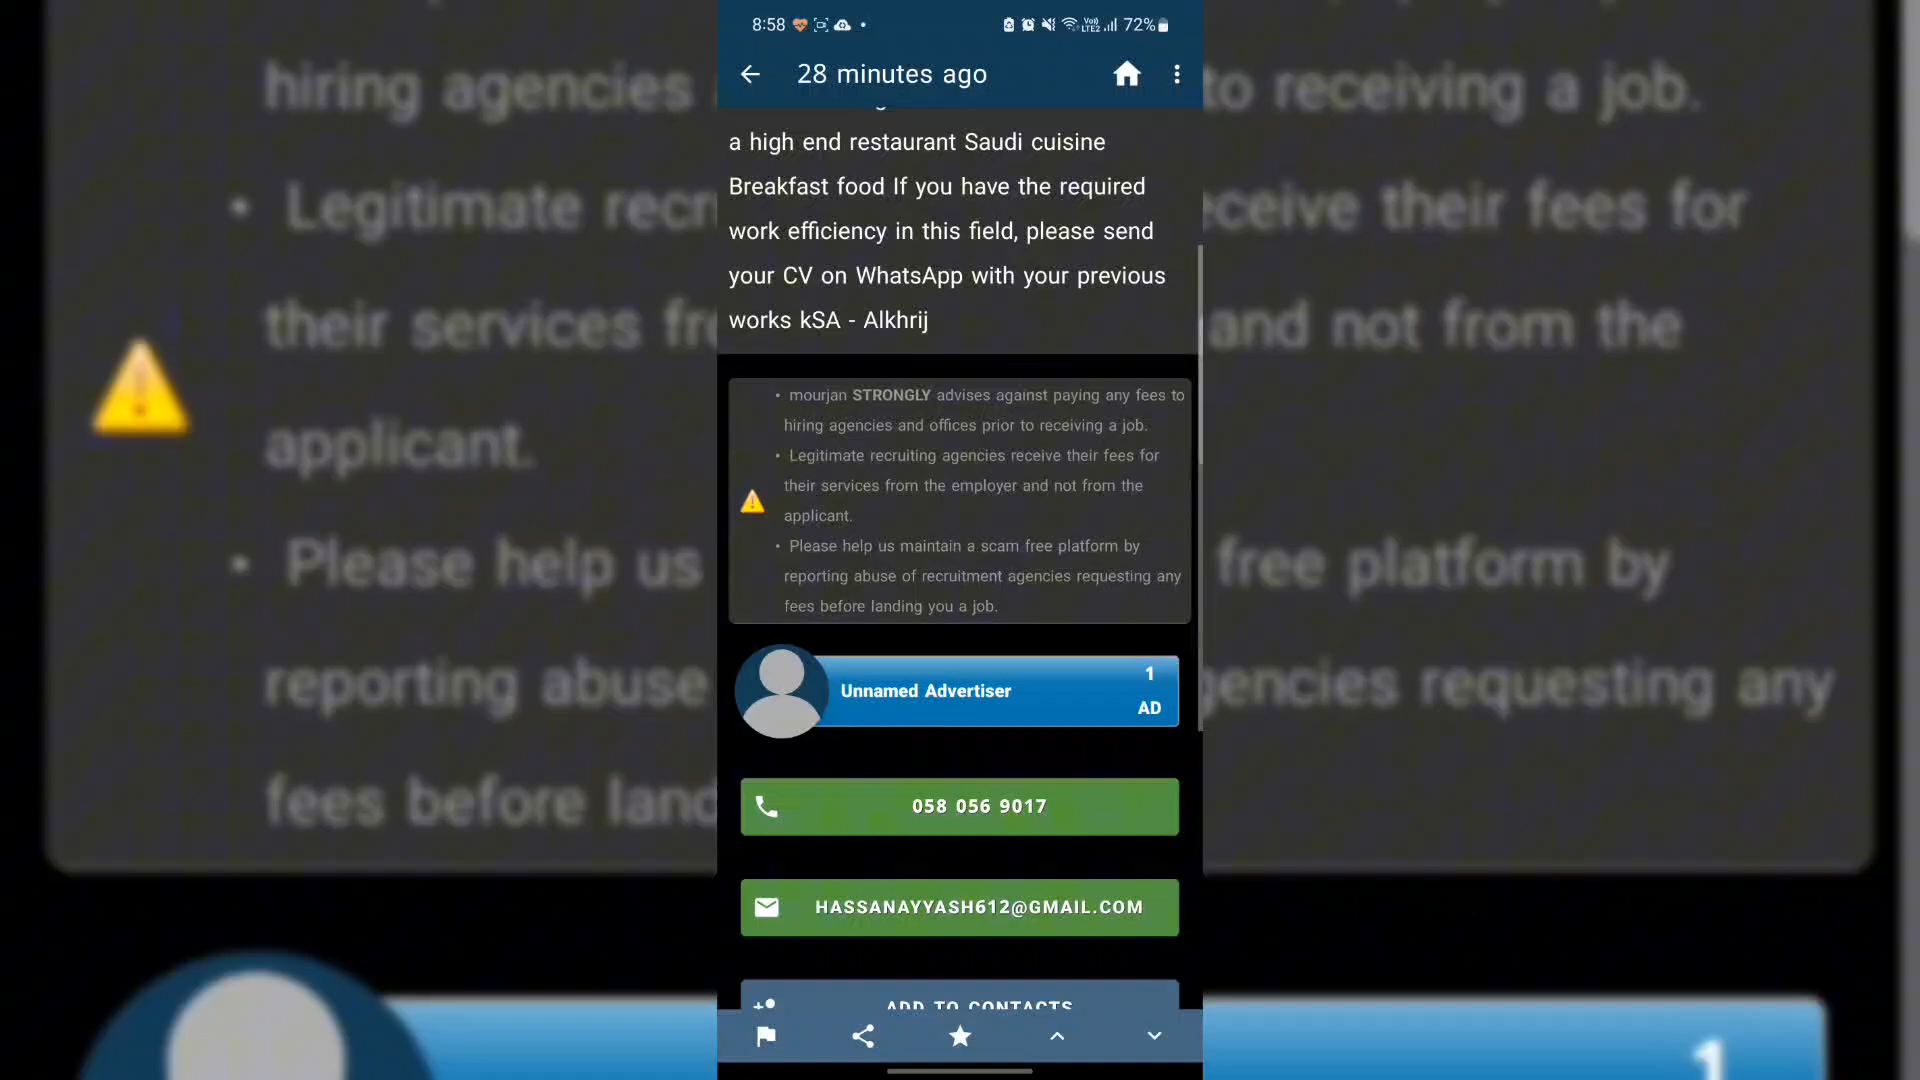 8:58
72%
28 minutes ago
a high end restaurant Saudi cuisine
Breakfast food If you have the required
work efficiency in this field, please send
your CV on WhatsApp with your previous
works kSA - Alkhrij
• mourjan STRONGLY advises against paying any fees to
hiring agencies and offices prior to receiving a job.
• Legitimate recruiting agencies receive their fees for
their services from the employer and not from the
applicant.
• Please help us maintain a scam free platform by
reporting abuse of recruitment agencies requesting any
fees before landing you a job.
Unnamed Advertiser
1
AD
058 056 9017
HASSANAYYASH612@GMAIL.COM
ADD TO CONTACTS